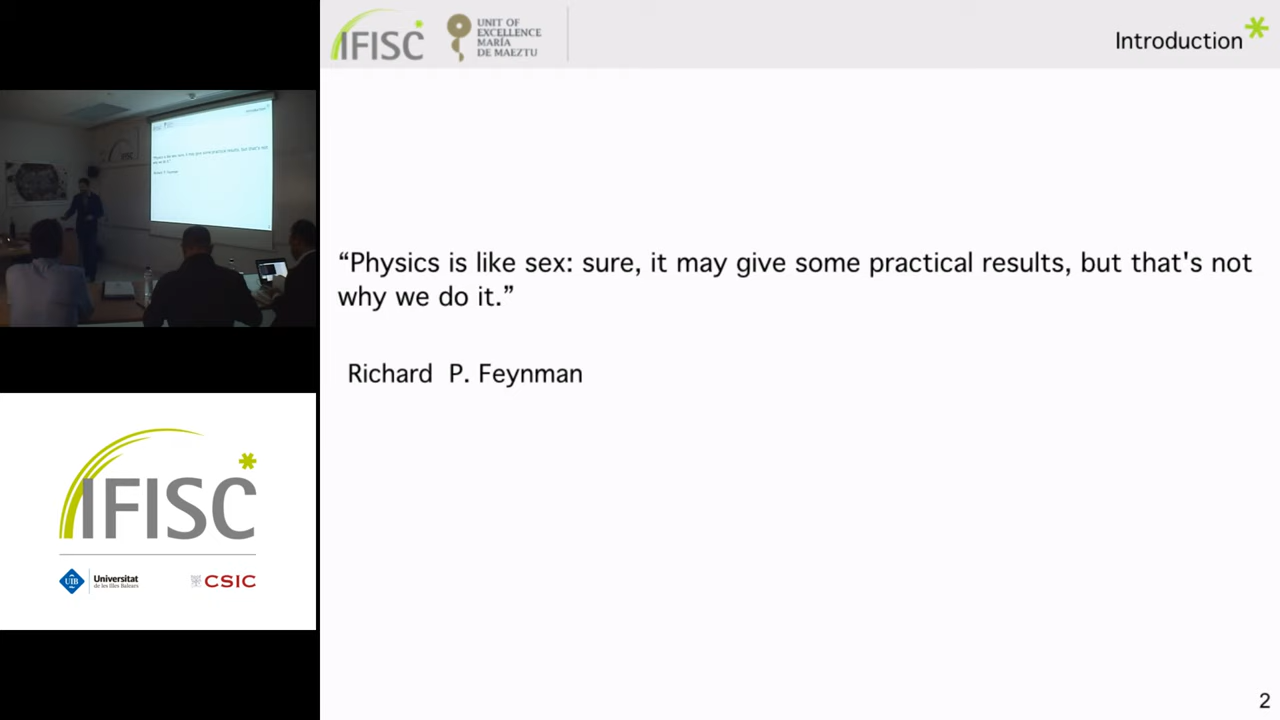 IFISC
UNIT OF
EXCELLENCE
MARÍA
DE MAEZTU
Introduction
“Physics is like sex: sure, it may give some practical results, but that's not
why we do it.”
Richard P. Feynman
2
IFISC
UIB
Universitat
de les Illes Balears
CSIC